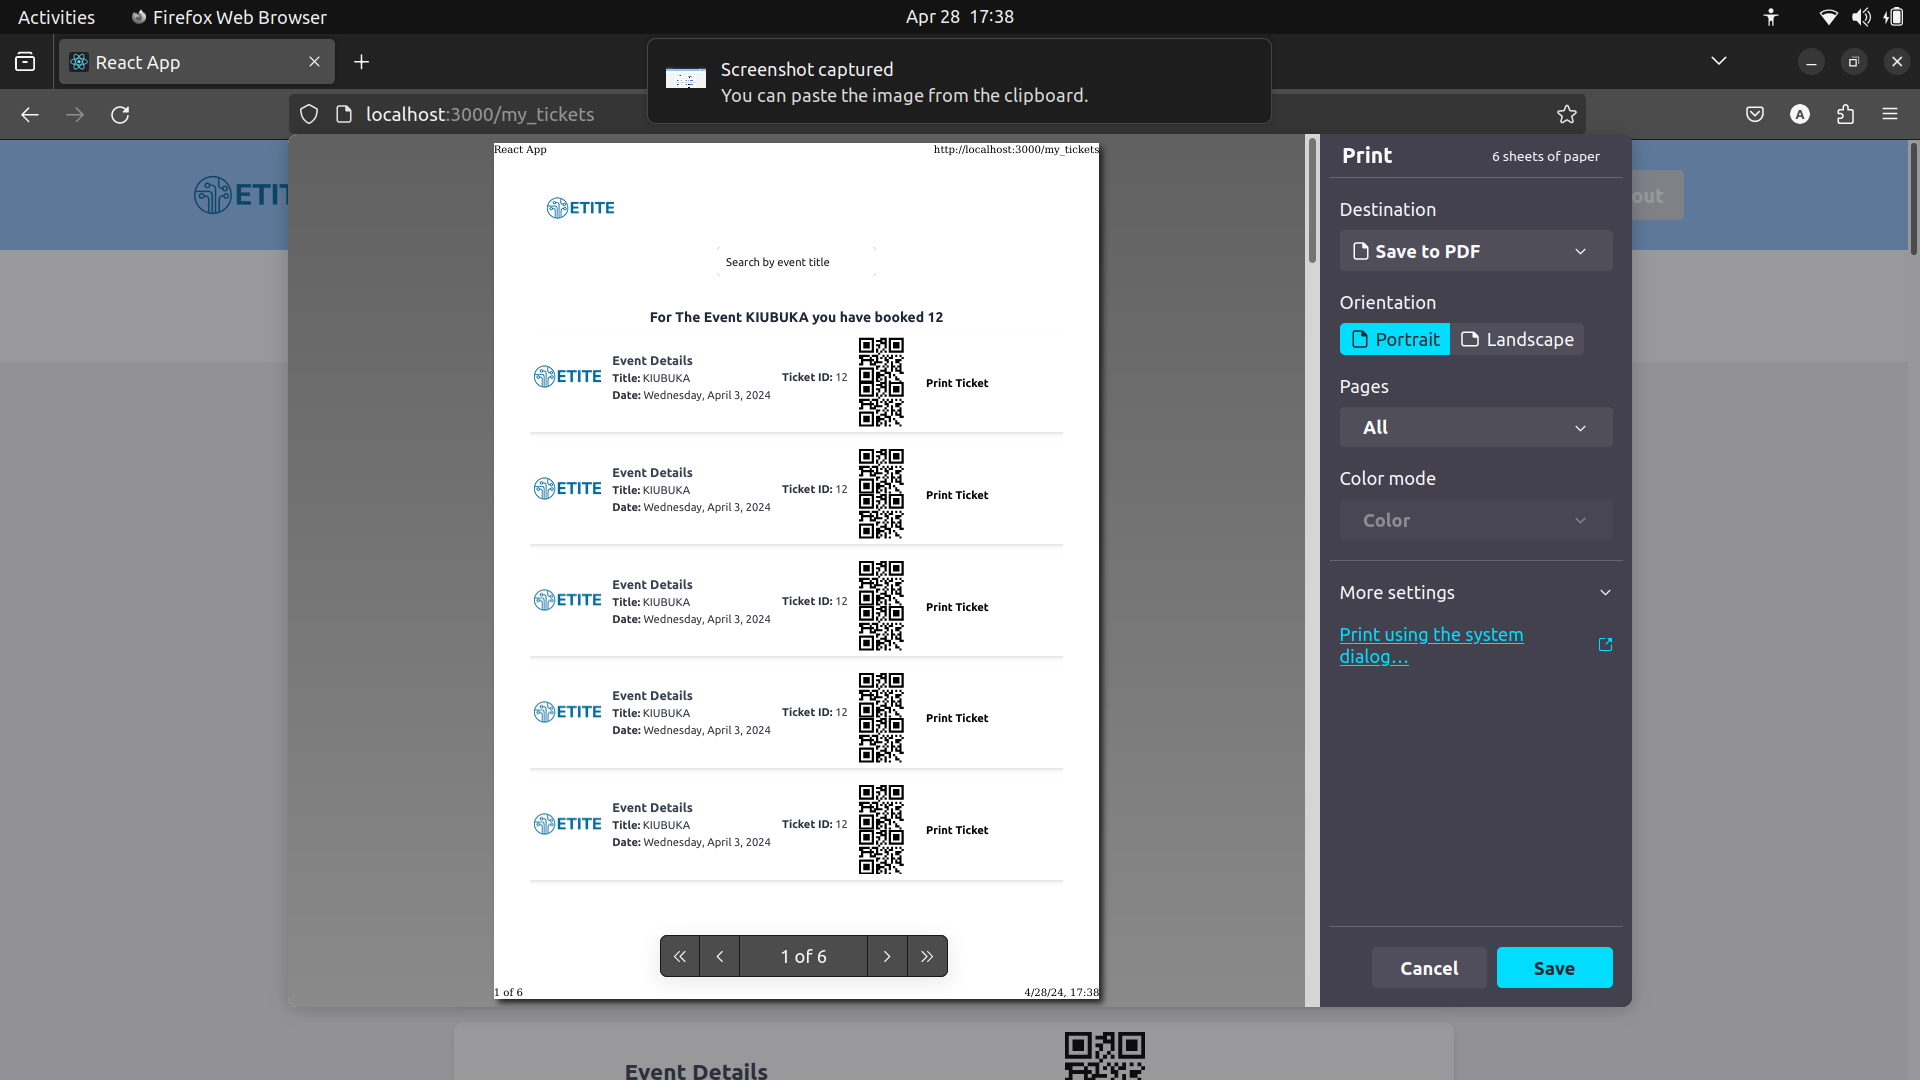 Activities
Firefox Web Browser
Apr 28 17:38
React App
Screenshot captured
You can paste the image from the clipboard.
localhost:3000/my_tickets
A
React App
http://localhost:3000/my_tickets
ETITE
Search by event title
For The Event KIUBUKA you have booked 12
ETITE
Event Details
Title: KIUBUKA
Date: Wednesday, April 3, 2024
Ticket ID: 12
Print Ticket
ETITE
Event Details
Title: KIUBUKA
Date: Wednesday, April 3, 2024
Ticket ID: 12
Print Ticket
ETITE
Event Details
Title: KIUBUKA
Date: Wednesday, April 3, 2024
Ticket ID: 12
Print Ticket
ETITE
Event Details
Title: KIUBUKA
Date: Wednesday, April 3, 2024
Ticket ID: 12
Print Ticket
ETITE
Event Details
Title: KIUBUKA
Date: Wednesday, April 3, 2024
Ticket ID: 12
Print Ticket
1 of 6
1 of 6
4/28/24, 17:38
Print
6 sheets of paper
Destination
Save to PDF
Orientation
Portrait
Landscape
Pages
All
Color mode
Color
More settings
Print using the system
dialog...
Cancel
Save
ETIT
out
Event Details